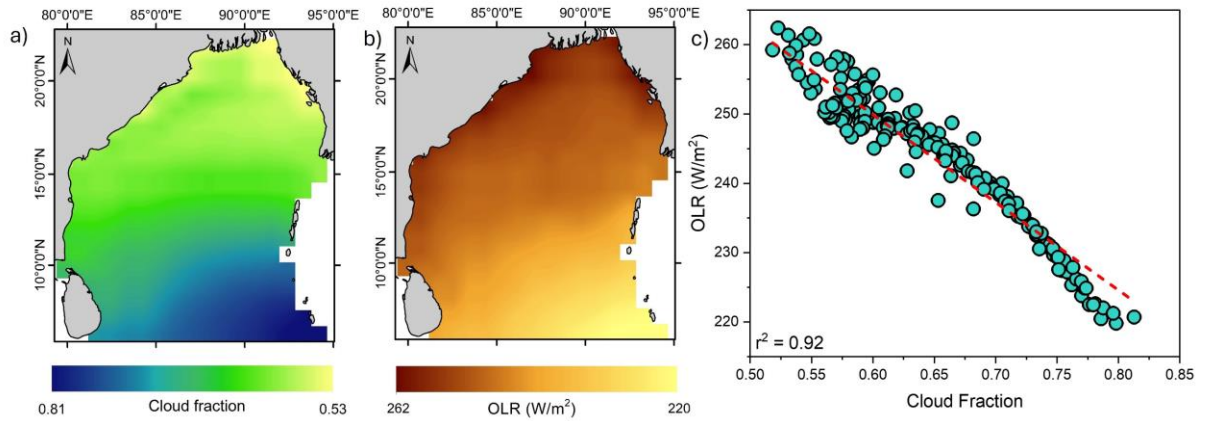 a)
80°0'0"E 85°0'0"E 90°0'0"E 95°0'0"E
N
20°0'0"N
15°0'0"N
10°0'0"N
0.81 Cloud fraction 0.53
b)
80°0'0"E 85°0'0"E 90°0'0"E 95°0'0"E
N
20°0'0"N
15°0'0"N
10°0'0"N
262 OLR (W/m²) 220
c)
OLR (W/m²)
260
250
240
230
220
r² = 0.92
0.50 0.55 0.60 0.65 0.70 0.75 0.80 0.85
Cloud Fraction